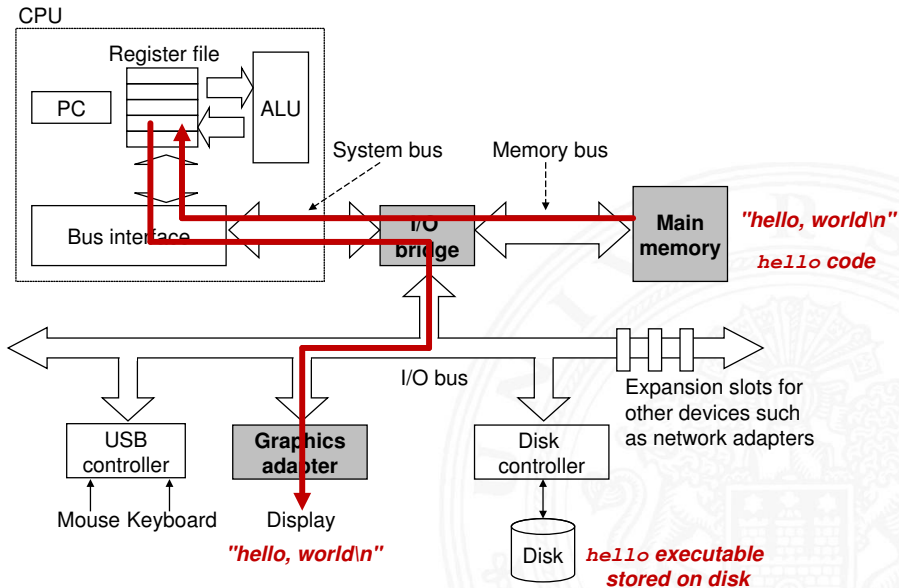 CPU
Register file
PC
ALU
System bus
Memory bus
Bus interface
I/O
bridge
Main
memory
"hello, world\n"
hello code
I/O bus
Expansion slots for
other devices such
as network adapters
USB
controller
Graphics
adapter
Disk
controller
Mouse Keyboard
Display
"hello, world\n"
Disk
hello executable
stored on disk